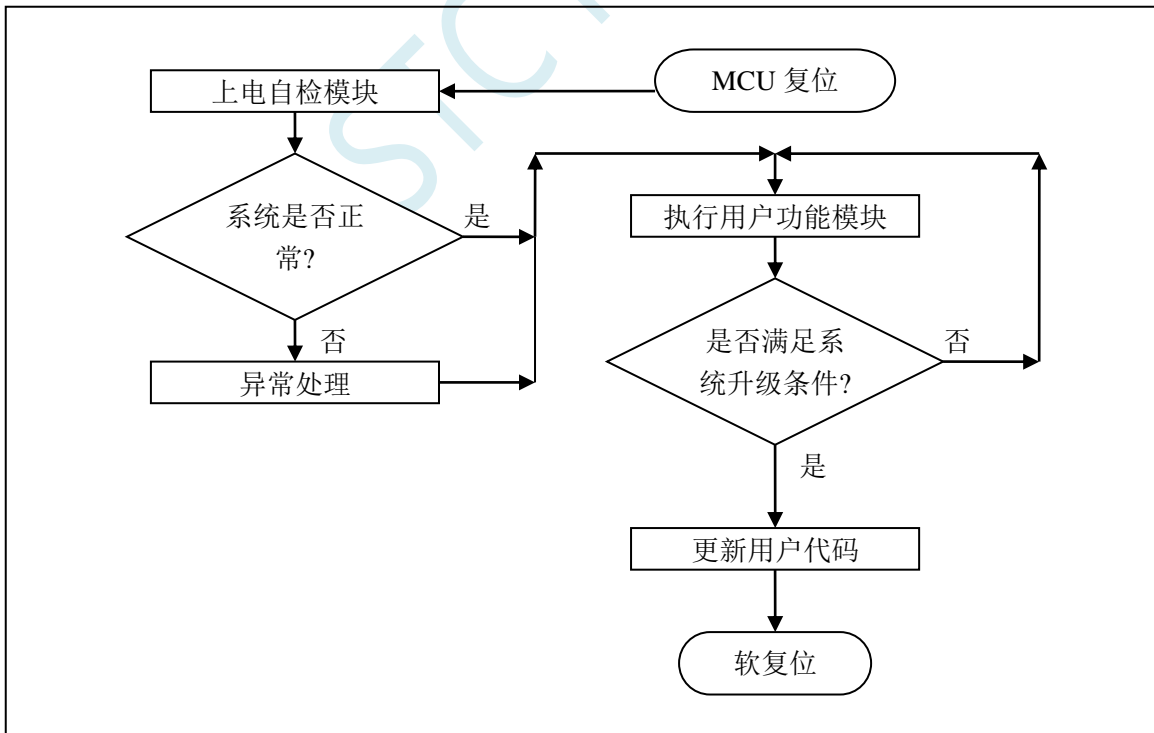 MCU 复位
上电自检模块
系统是否正
常?
是
否
异常处理
执行用户功能模块
是否满足系
统升级条件?
否
是
更新用户代码
软复位
STC